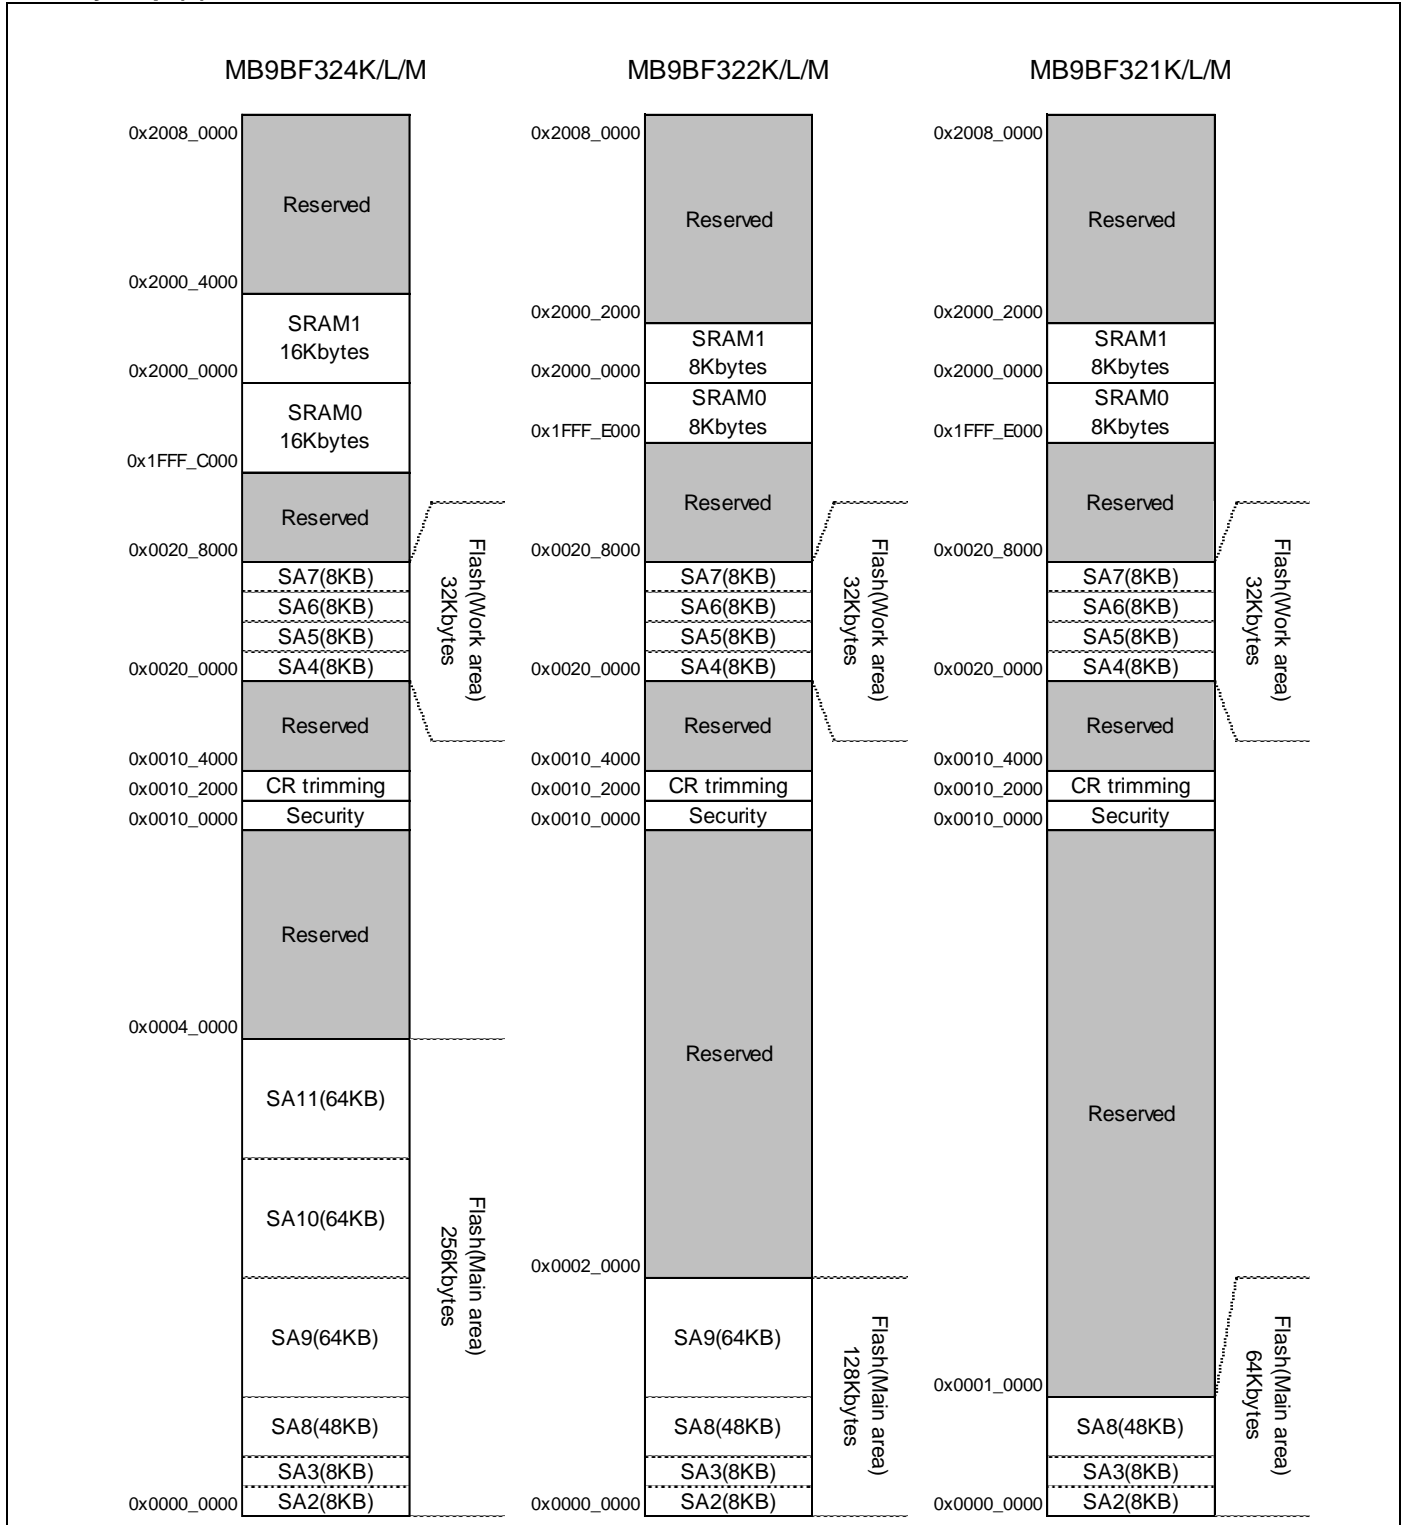 MB9BF324K/L/M
0x2008_0000
Reserved
0x2000_4000
SRAM1
16Kbytes
0x2000_0000
SRAM0
16Kbytes
0x1FFF_C000
Reserved
0x0020_8000
SA7(8KB)
SA6(8KB)
SA5(8KB)
0x0020_0000
SA4(8KB)
Flash(Work area)
32Kbytes
Reserved
0x0010_4000
0x0010_2000
CR trimming
0x0010_0000
Security
Reserved
0x0004_0000
SA11(64KB)
SA10(64KB)
SA9(64KB)
SA8(48KB)
SA3(8KB)
0x0000_0000
SA2(8KB)
Flash(Main area)
256Kbytes
MB9BF322K/L/M
0x2008_0000
Reserved
0x2000_2000
SRAM1
8Kbytes
0x2000_0000
SRAM0
8Kbytes
0x1FFF_E000
Reserved
0x0020_8000
SA7(8KB)
SA6(8KB)
SA5(8KB)
0x0020_0000
SA4(8KB)
Flash(Work area)
32Kbytes
Reserved
0x0010_4000
0x0010_2000
CR trimming
0x0010_0000
Security
Reserved
0x0002_0000
SA9(64KB)
SA8(48KB)
SA3(8KB)
0x0000_0000
SA2(8KB)
Flash(Main area)
128Kbytes
MB9BF321K/L/M
0x2008_0000
Reserved
0x2000_2000
SRAM1
8Kbytes
0x2000_0000
SRAM0
8Kbytes
0x1FFF_E000
Reserved
0x0020_8000
SA7(8KB)
SA6(8KB)
SA5(8KB)
0x0020_0000
SA4(8KB)
Flash(Work area)
32Kbytes
Reserved
0x0010_4000
0x0010_2000
CR trimming
0x0010_0000
Security
Reserved
0x0001_0000
SA8(48KB)
SA3(8KB)
0x0000_0000
SA2(8KB)
Flash(Main area)
64Kbytes